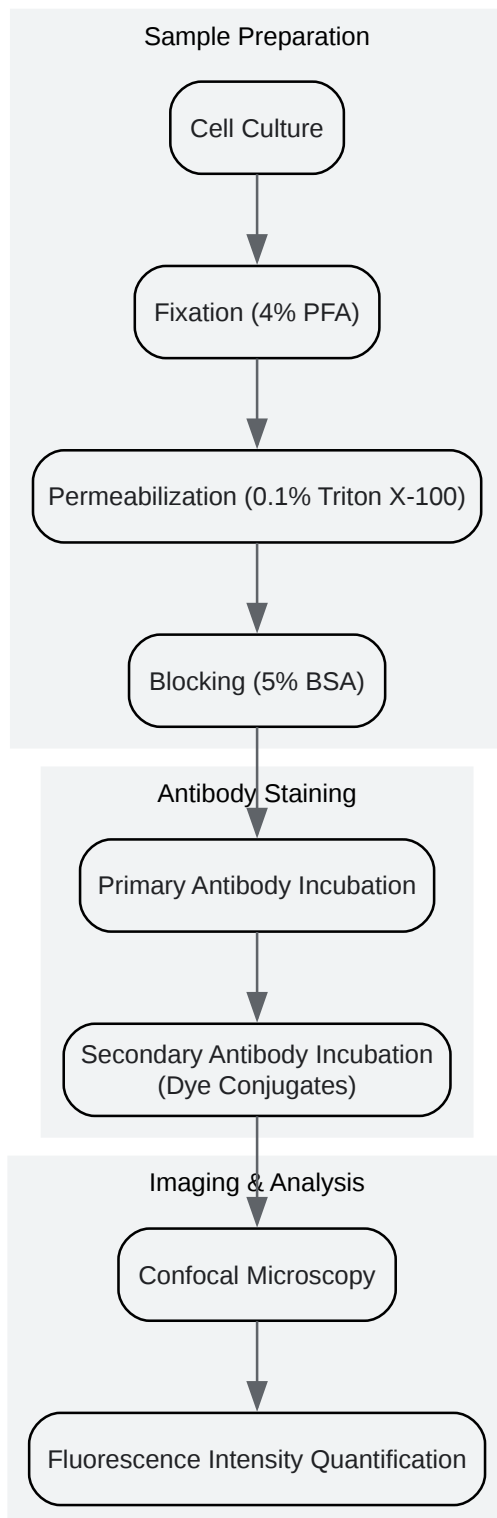 Sample Preparation
Cell Culture
Fixation (4% PFA)
Permeabilization (0.1% Triton X-100)
Blocking (5% BSA)
Antibody Staining
Primary Antibody Incubation
Secondary Antibody Incubation
(Dye Conjugates)
Imaging & Analysis
Confocal Microscopy
Fluorescence Intensity Quantification